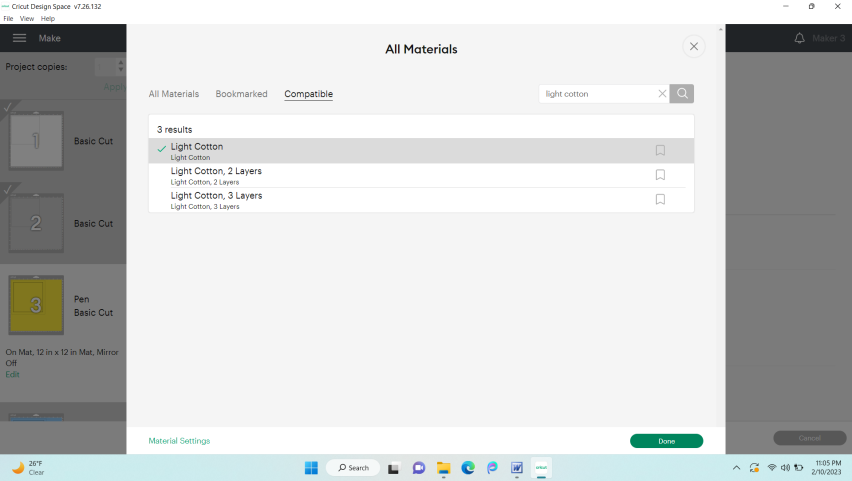 Cricut Design Space v7.26.132
File View Help
Make
Maker 3
Project copies:
Apply
1
Basic Cut
2
Basic Cut
3
Pen
Basic Cut
On Mat, 12 in x 12 in Mat, Mirror
Off
Edit
All Materials
All Materials Bookmarked Compatible
light cotton
3 results
Light Cotton
Light Cotton
Light Cotton, 2 Layers
Light Cotton, 2 Layers
Light Cotton, 3 Layers
Light Cotton, 3 Layers
Material Settings
Done
Cancel
26°F
Clear
Search
cricut
11:05 PM
2/10/2023